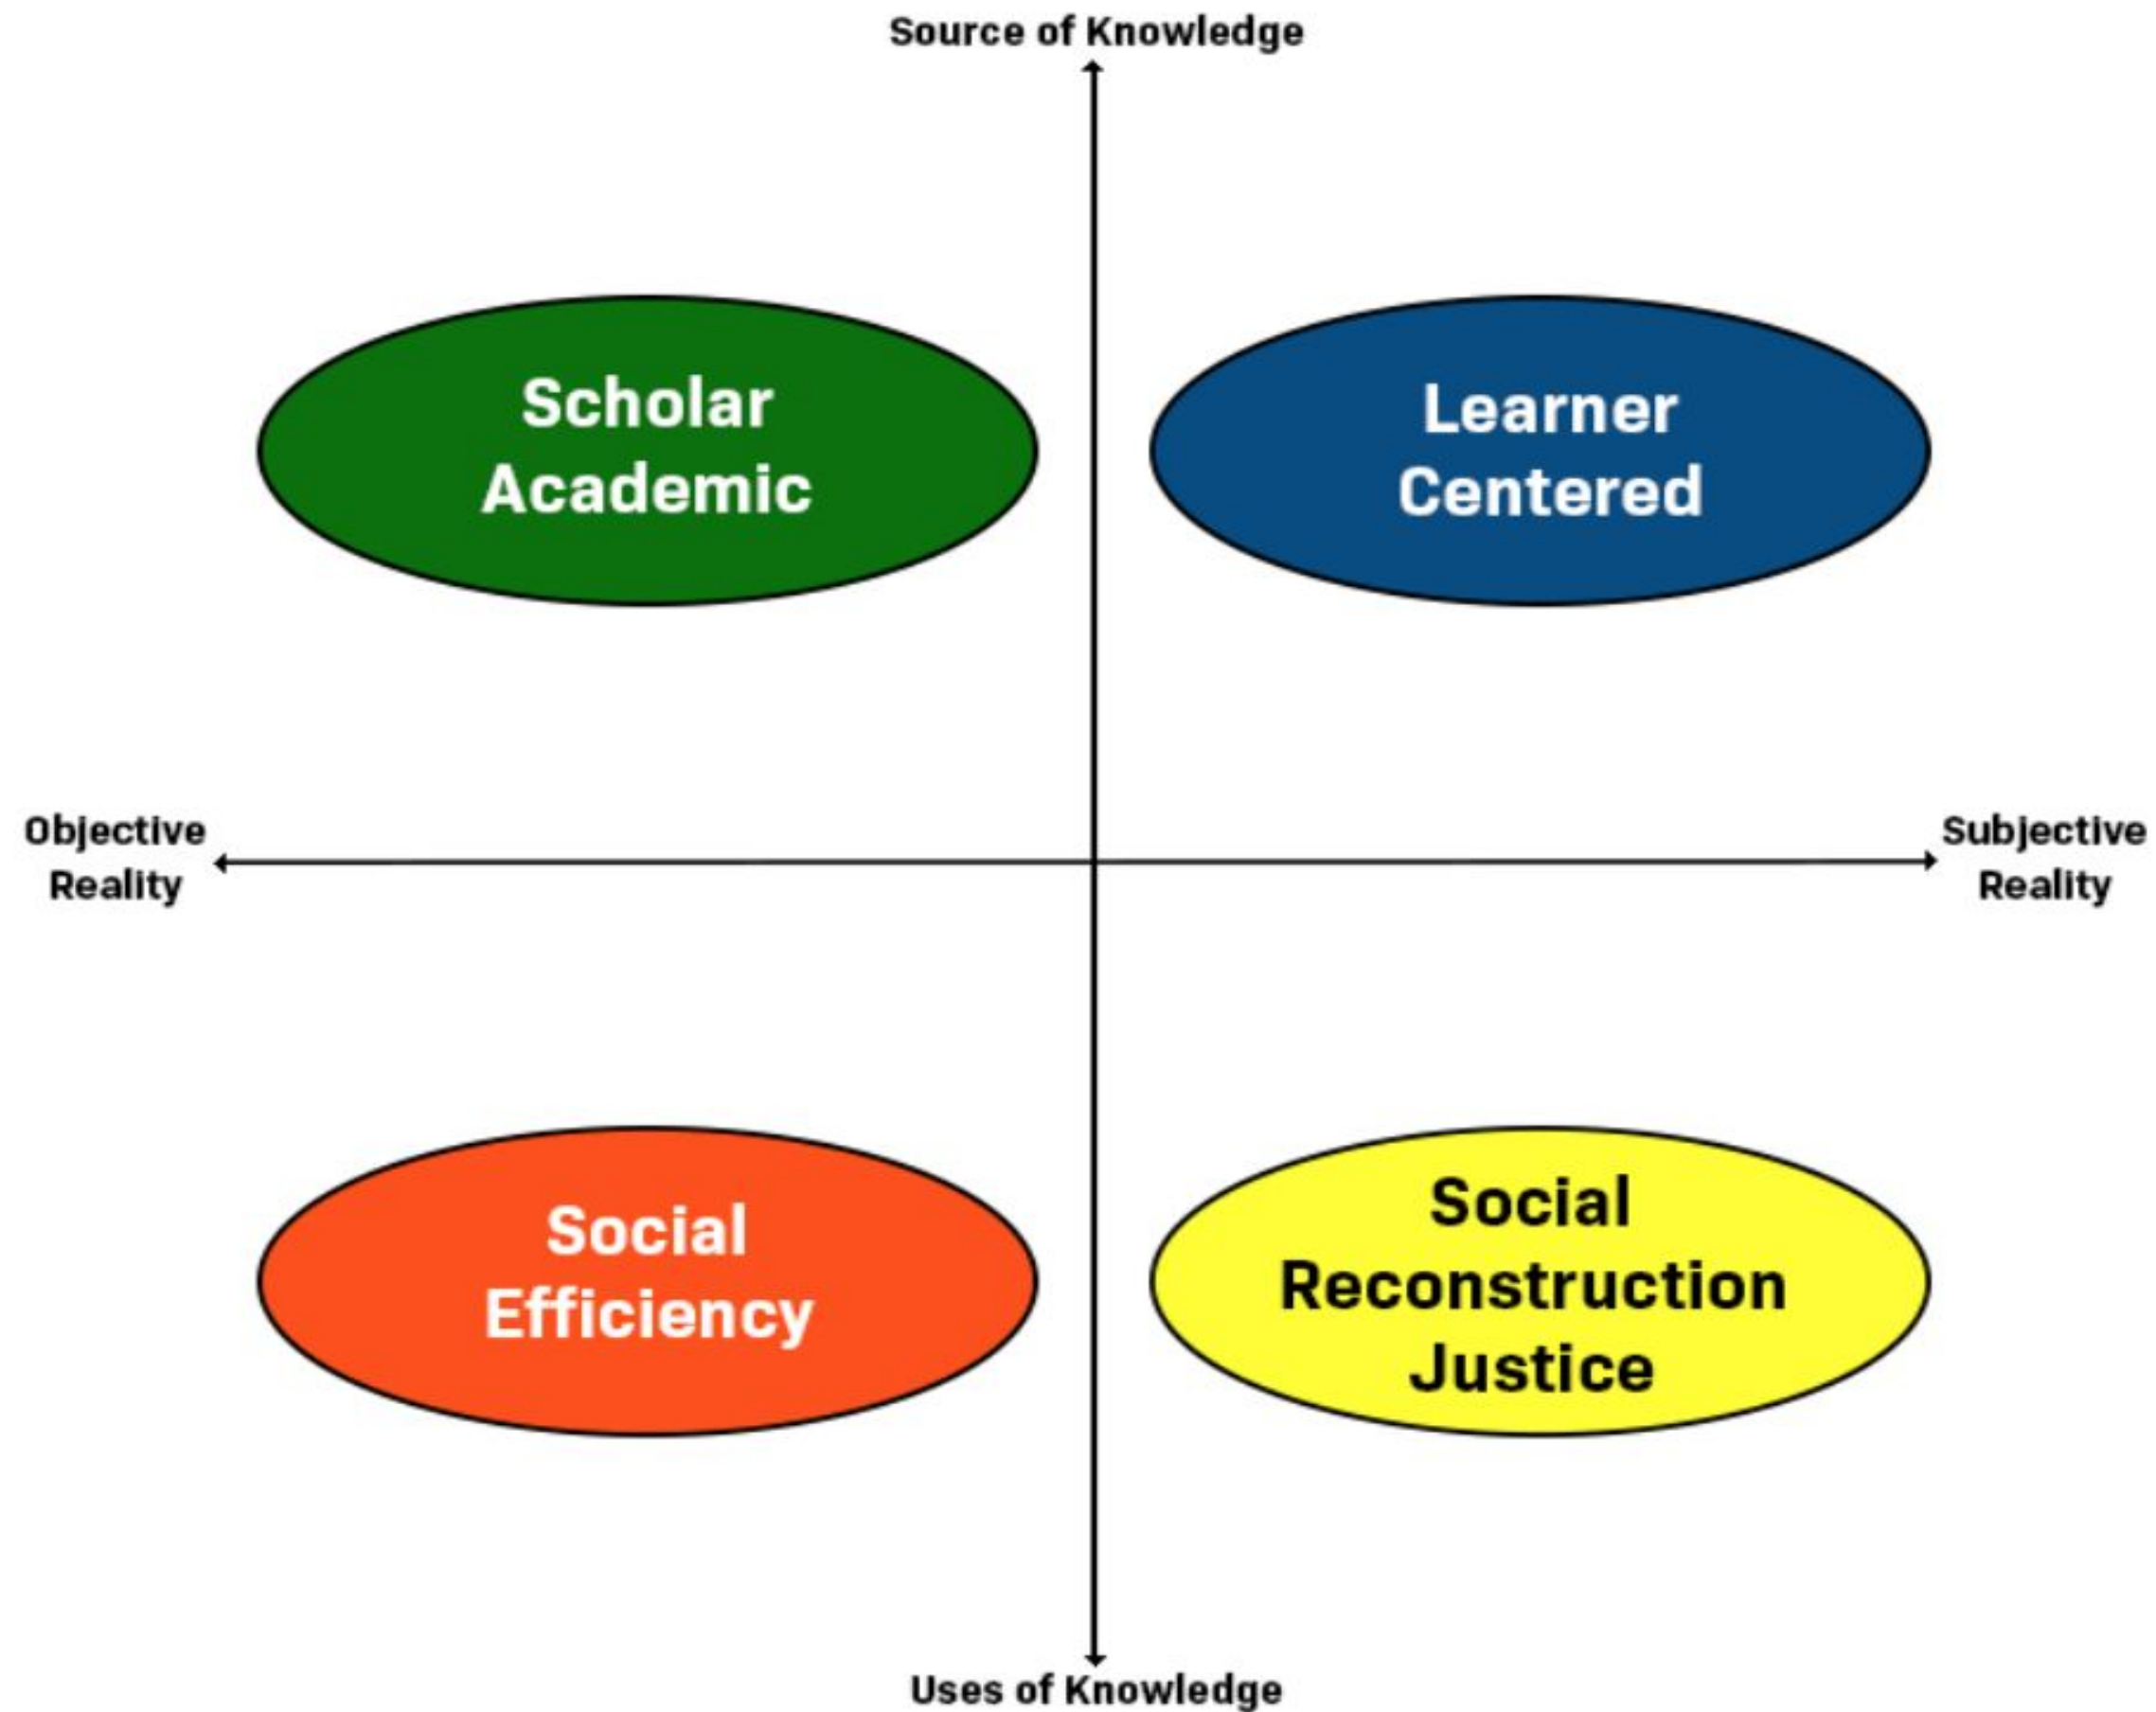 Source of Knowledge
Scholar
Academic
Learner
Centered
Objective
Reality
Subjective
Reality
Social
Efficiency
Social
Reconstruction
Justice
Uses of Knowledge